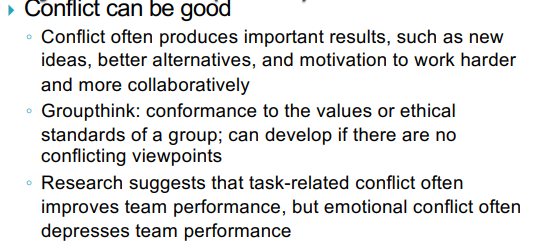 Conflict can be good
Conflict often produces important results, such as new
ideas, better alternatives, and motivation to work harder
and more collaboratively
Groupthink: conformance to the values or ethical
standards of a group; can develop if there are no
conflicting viewpoints
Research suggests that task-related conflict often
improves team performance, but emotional conflict often
depresses team performance